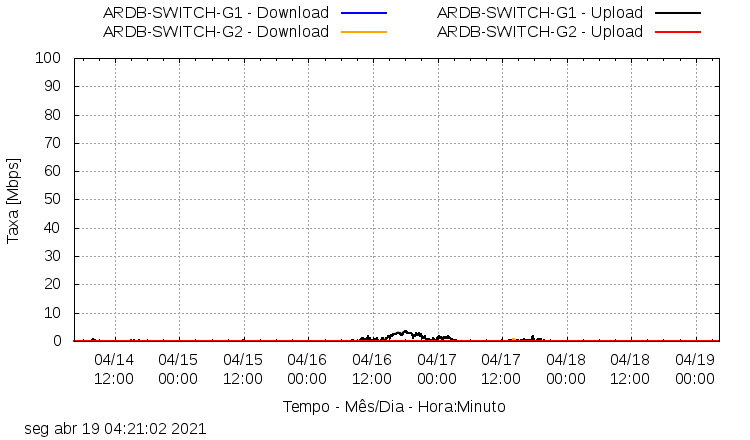 ARDB-SWITCH-G1 - Download
ARDB-SWITCH-G1 - Upload
ARDB-SWITCH-G2 - Download
ARDB-SWITCH-G2 - Upload
Taxa [Mbps]
100
90
80
70
60
50
40
30
20
10
0
04/14 04/15 04/15 04/16 04/16 04/17 04/17 04/18 04/18 04/19
12:00 00:00 12:00 00:00 12:00 00:00 12:00 00:00 12:00 00:00
Tempo - Mês/Dia - Hora:Minuto
seg abr 19 04:21:02 2021